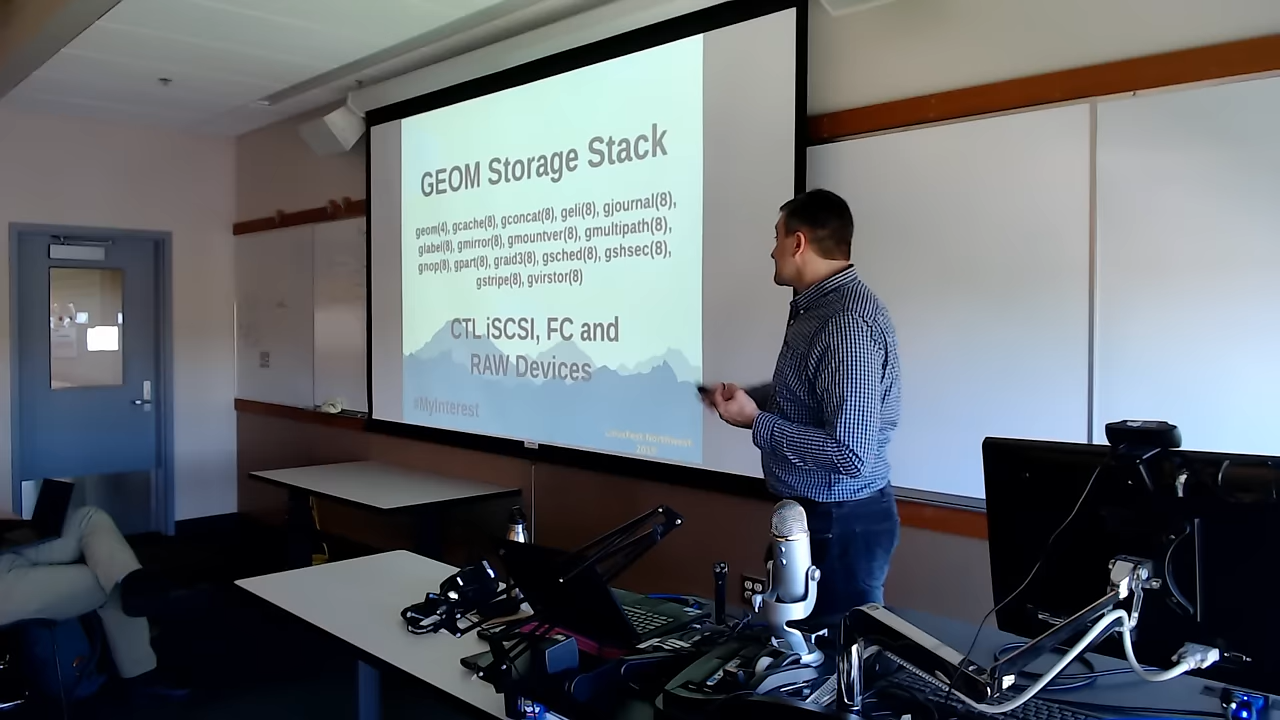 GEOM Storage Stack
geom(4), gcache(8), gconcat(8), geli(8), gjournal(8),
glabel(8), gmirror(8), gmountver(8), gmultipath(8),
gnop(8), gpart(8), graid3(8), gsched(8), gshsec(8),
gstripe(8), gvirstor(8)
CTL iSCSI, FC and
RAW Devices
#MyInterest
LinuxFest Northwest